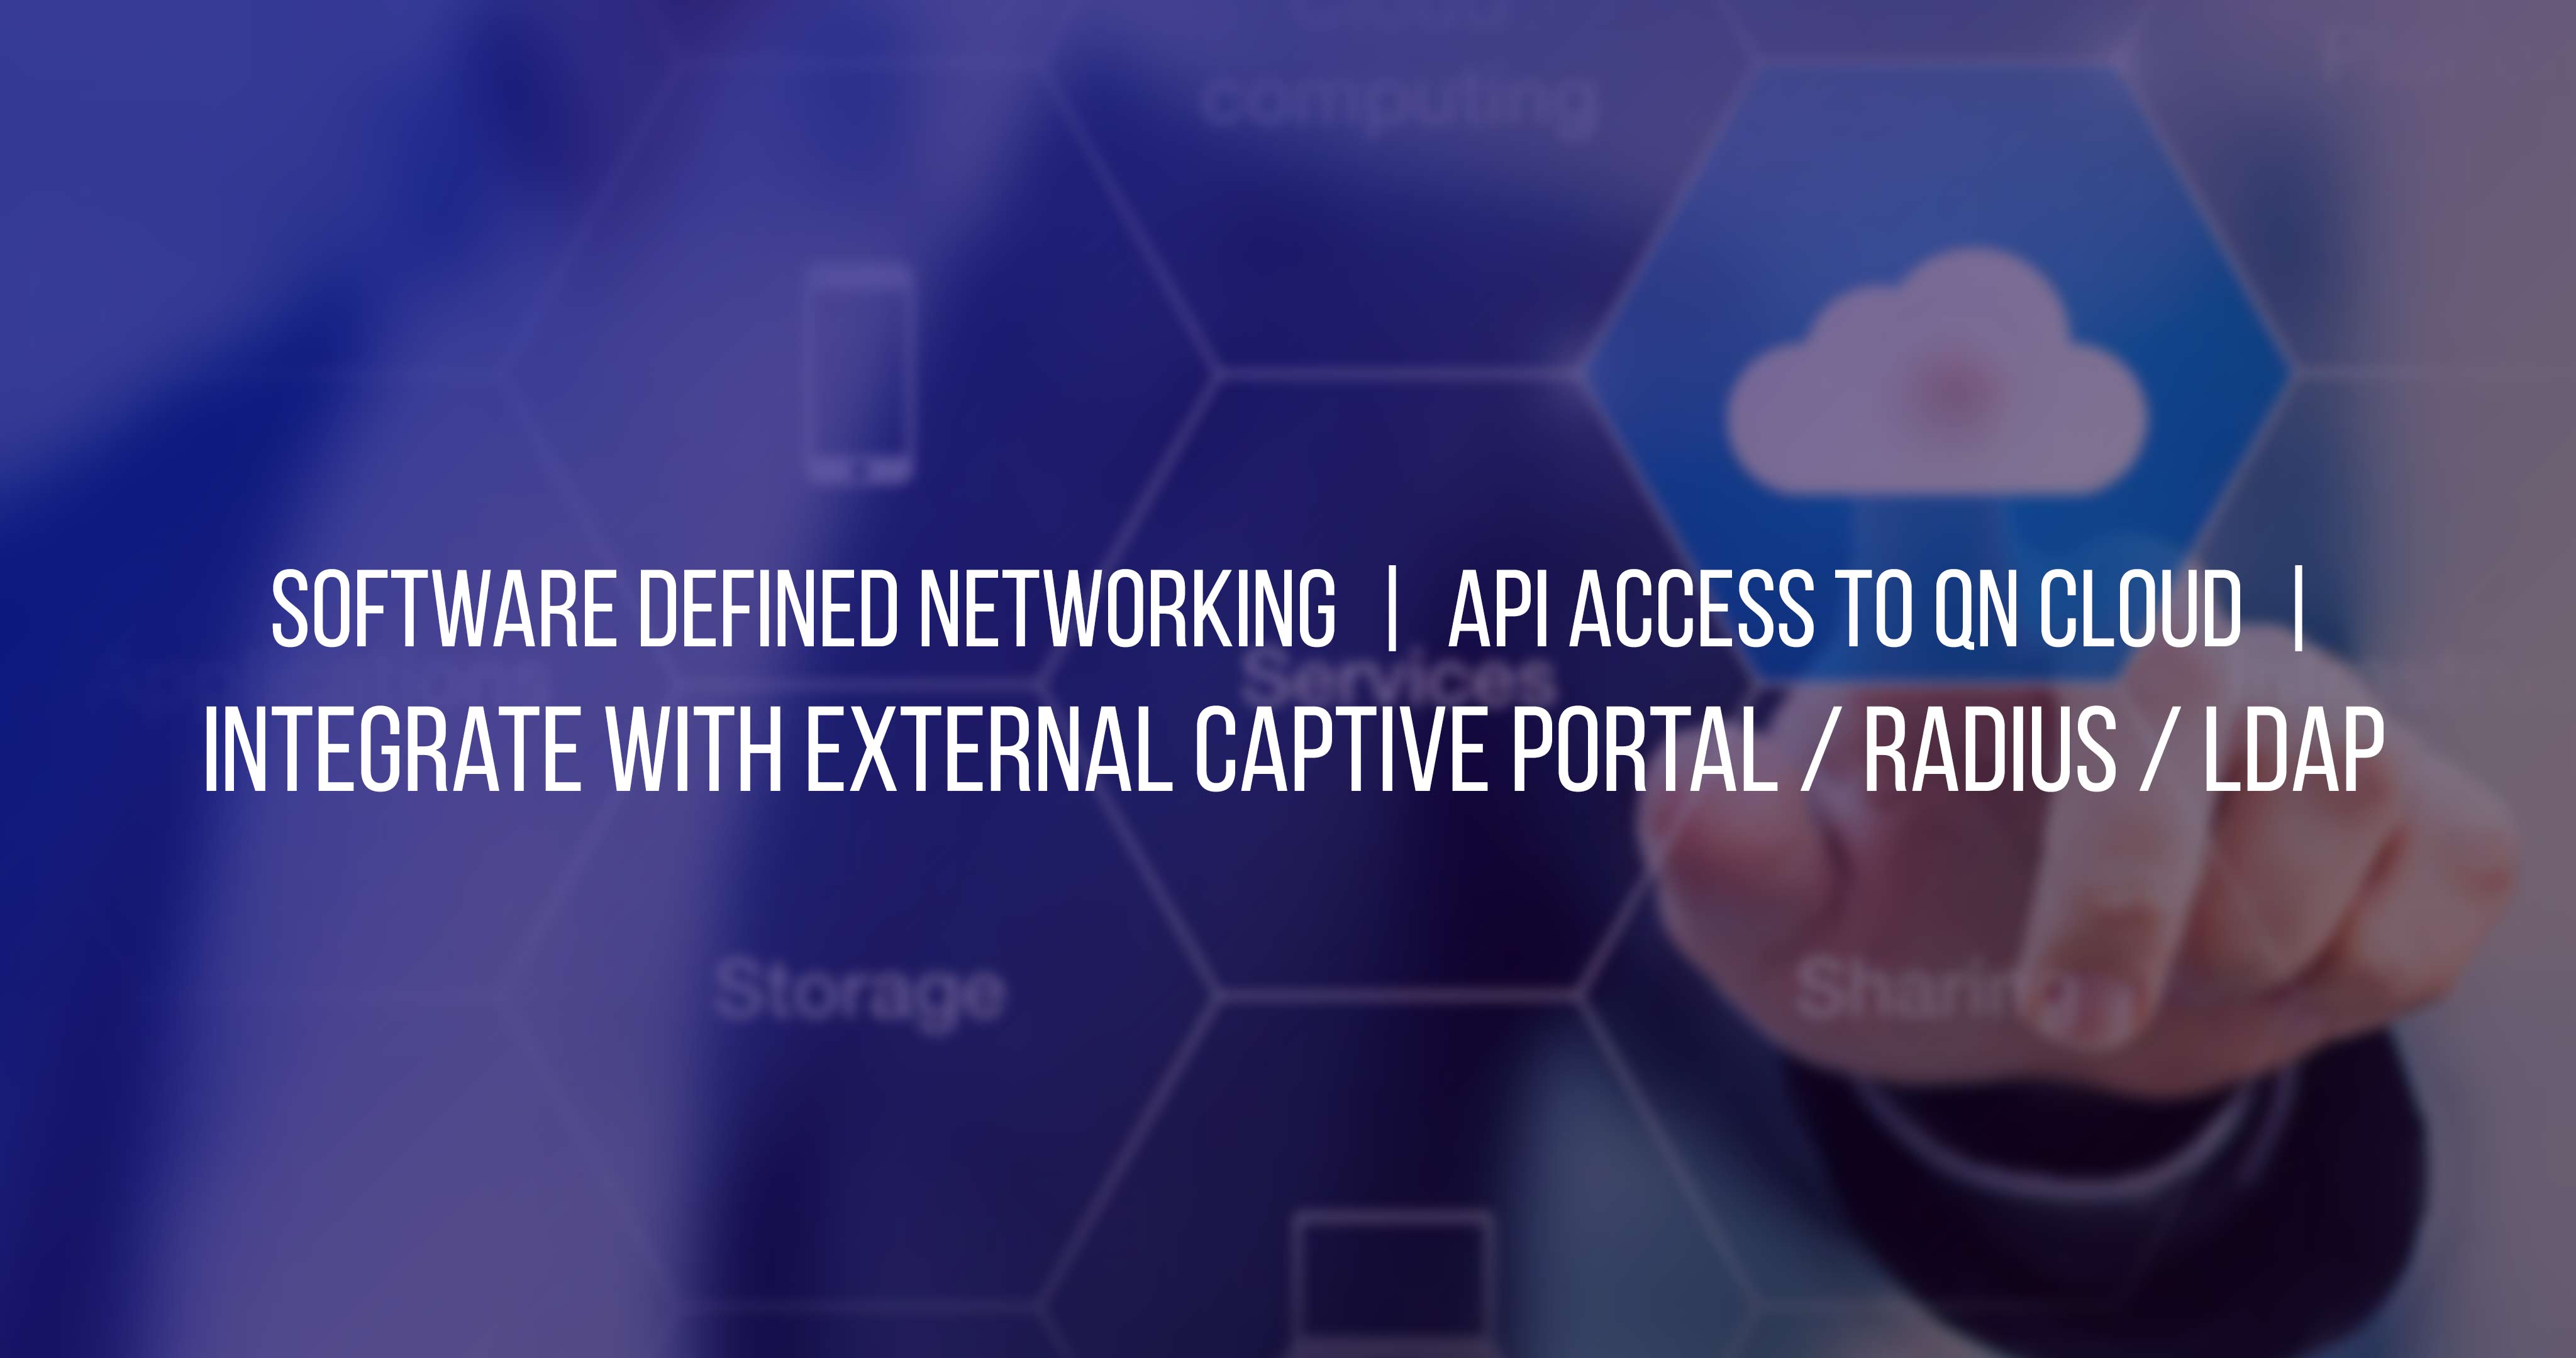 Cloud
computing
SOFTWARE DEFINED NETWORKING | API ACCESS TO QN CLOUD |
Services
INTEGRATE WITH EXTERNAL CAPTIVE PORTAL / RADIUS / LDAP
Storage
Sharing